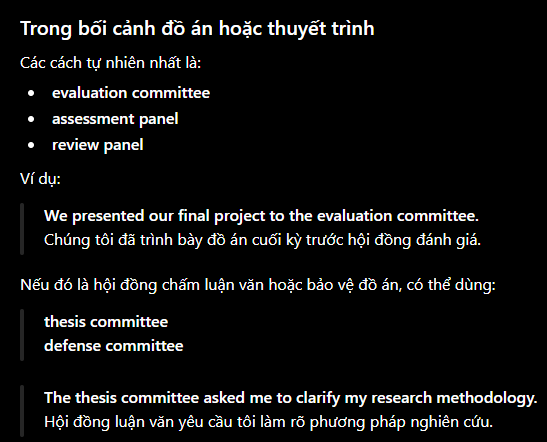 Trong bối cảnh đồ án hoặc thuyết trình
Các cách tự nhiên nhất là:
evaluation committee
assessment panel
review panel
Ví dụ:
We presented our final project to the evaluation committee.
Chúng tôi đã trình bày đồ án cuối kỳ trước hội đồng đánh giá.
Nếu đó là hội đồng chấm luận văn hoặc bảo vệ đồ án, có thể dùng:
thesis committee
defense committee
The thesis committee asked me to clarify my research methodology.
Hội đồng luận văn yêu cầu tôi làm rõ phương pháp nghiên cứu.